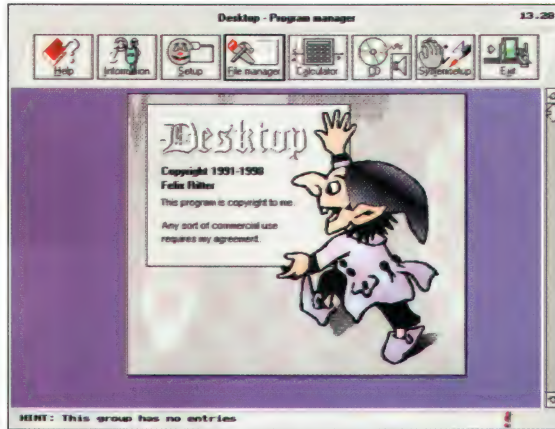 Desktop - Program manager
13.28
Help
Information
Setup
File manager
Calculator
CD
Systemsetup
Exit
Desktop
Copyright 1991-1998
Felix Ritter
This program is copyright to me.
Any sort of commercial use
requires my agreement.
HINT: This group has no entries